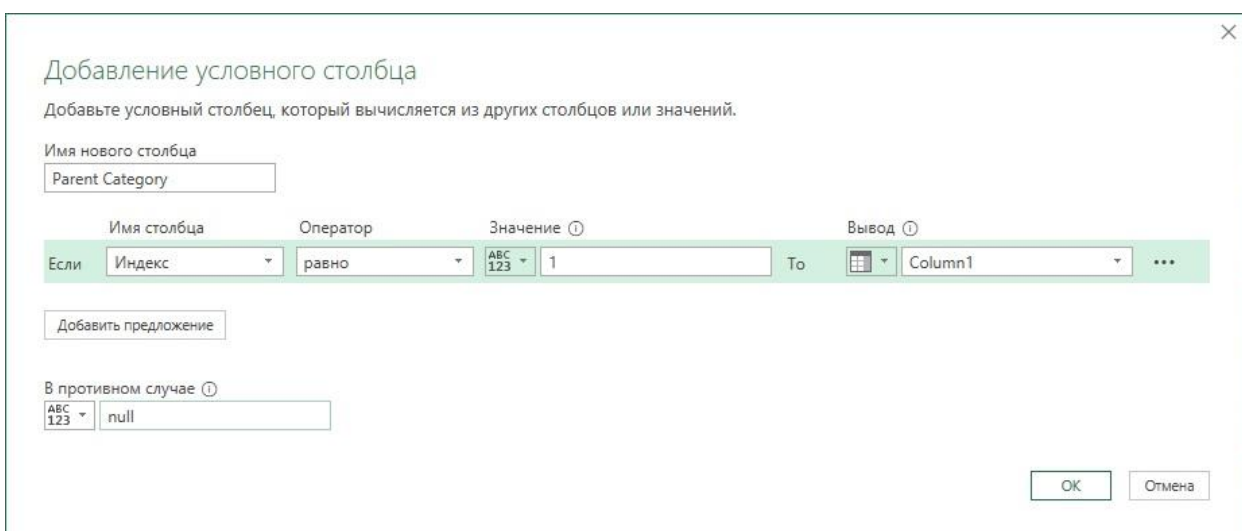 Добавление условного столбца
Добавьте условный столбец, который вычисляется из других столбцов или значений.
Имя нового столбца
Parent Category
Имя столбца Оператор Значение Вывод
Если Индекс равно ABC 123 1 То Column1
Добавить предложение
В противном случае
ABC 123 null
ОК Отмена